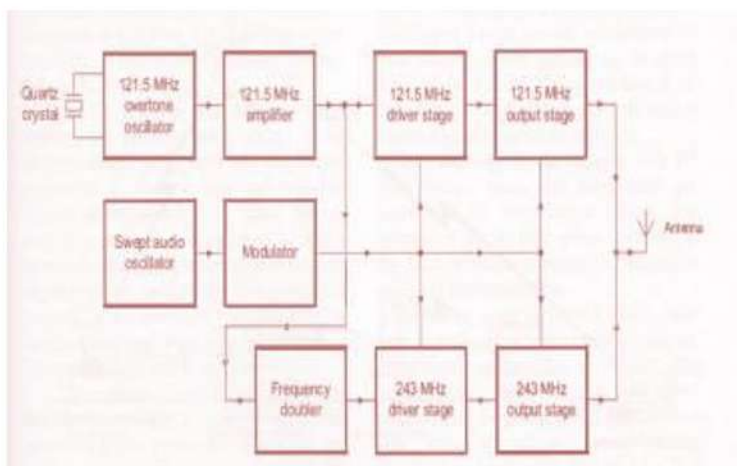 Quartz
crystal
121.5 MHz
overtone
oscillator
121.5 MHz
amplifier
121.5 MHz
driver stage
121.5 MHz
output stage
Swept audio
oscillator
Modulator
Antenna
Frequency
doubler
243 MHz
driver stage
243 MHz
output stage